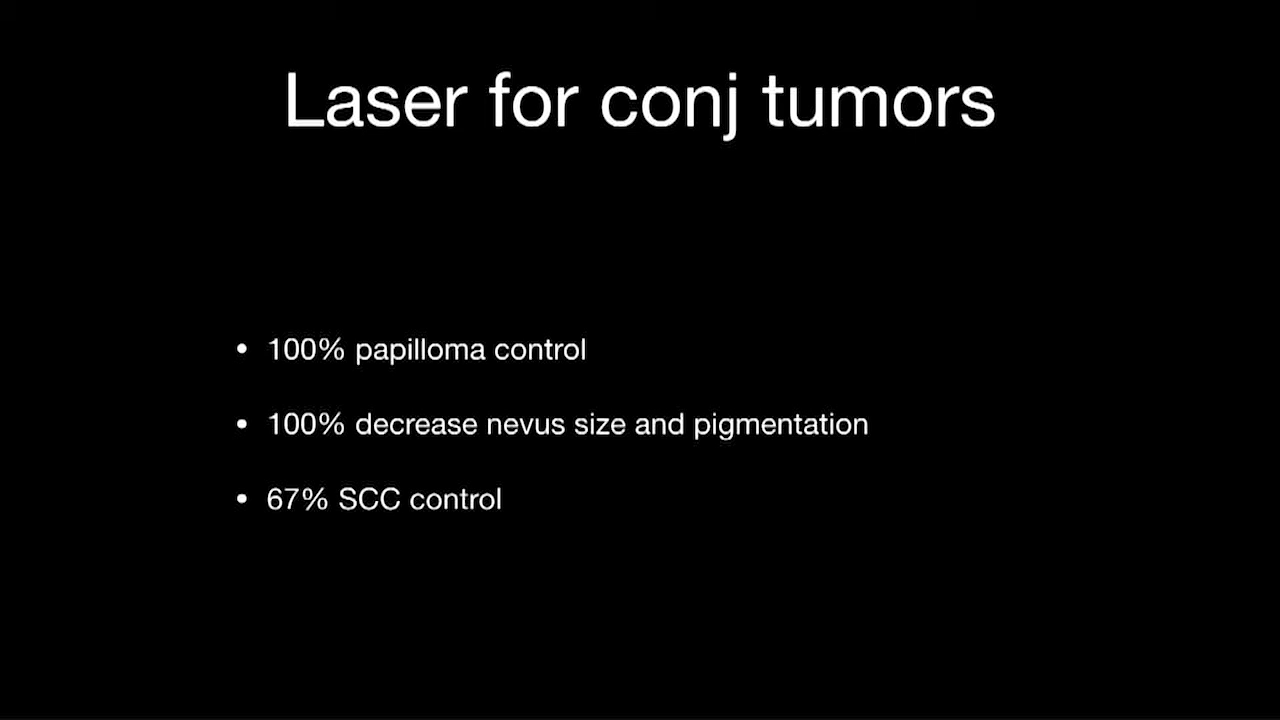 Laser for conj tumors
• 100% papilloma control
• 100% decrease nevus size and pigmentation
• 67% SCC control